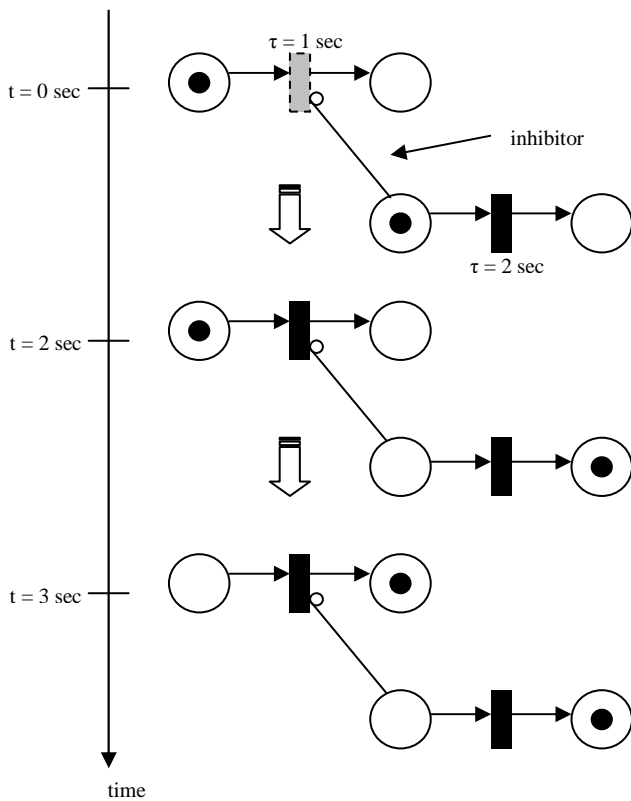 τ = 1 sec
t = 0 sec
inhibitor
τ = 2 sec
t = 2 sec
t = 3 sec
time